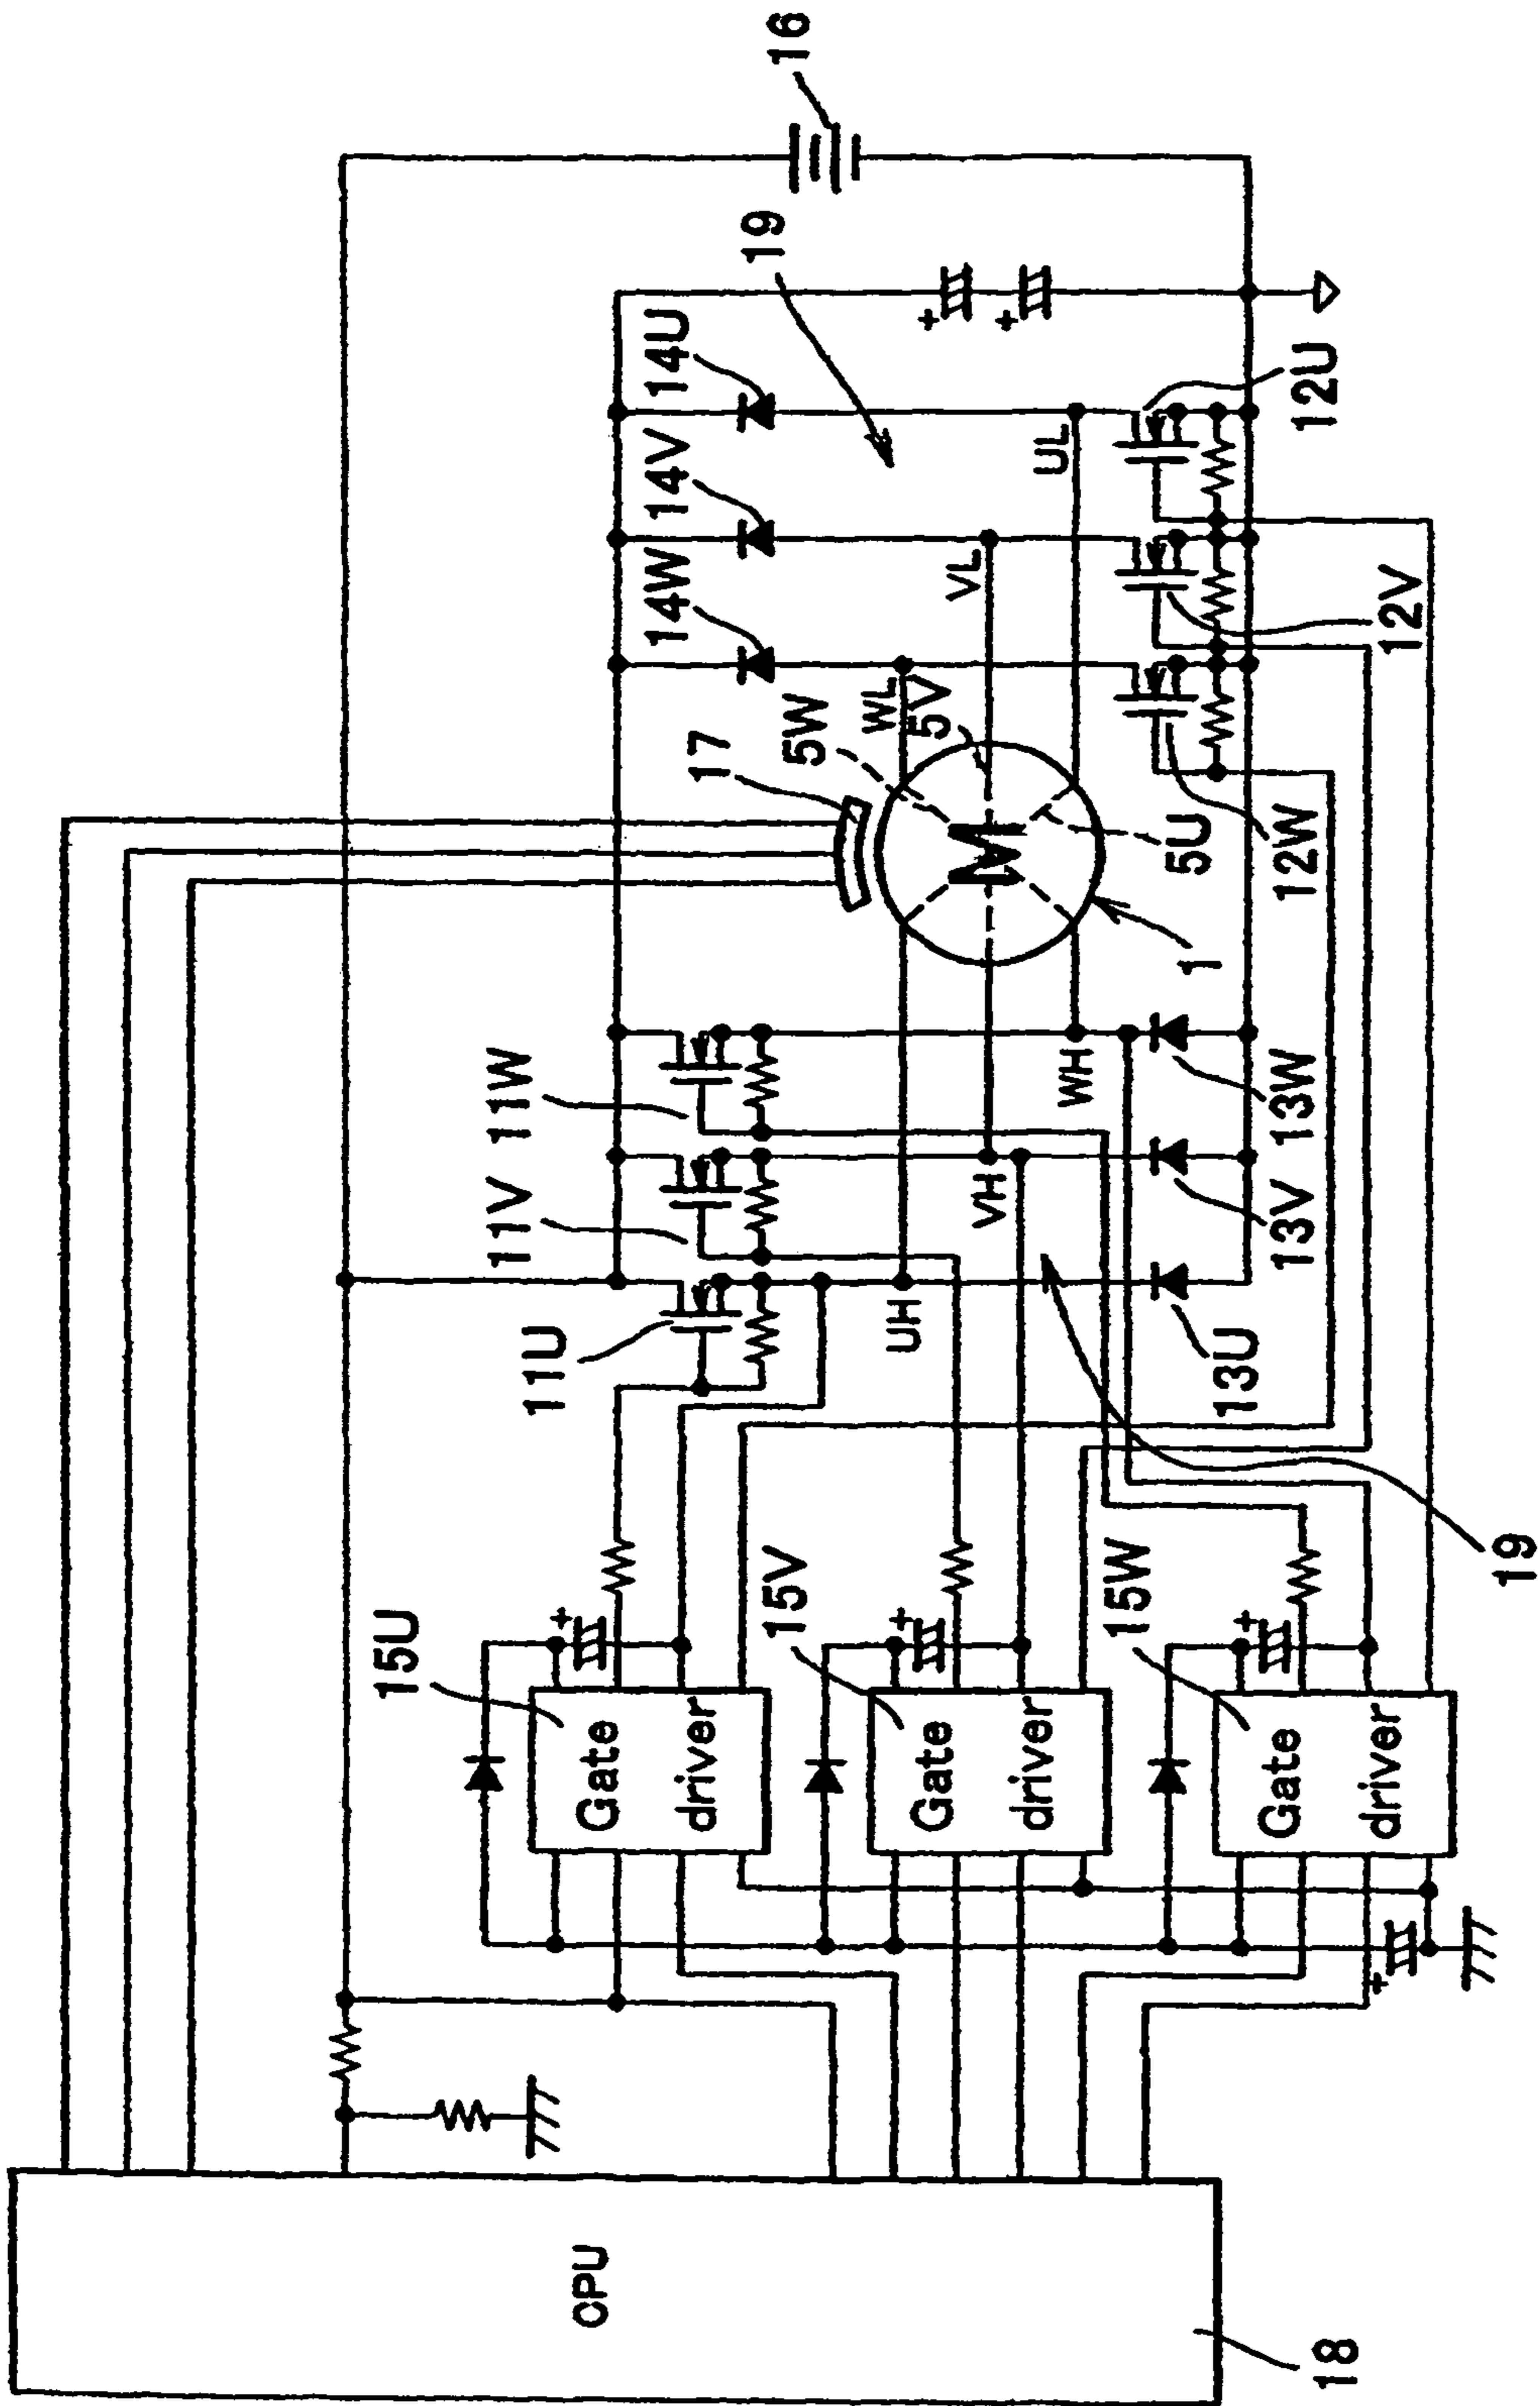 CPU
18
15U
Gate
driver
+
15V
Gate
driver
+
15W
Gate
driver
+
+
11U
11V
11W
UH
VH
WH
13U
13V
13W
19
17
M
1
5W
5V
5U
WL
VL
UL
14W
14V
14U
12W
12V
12U
19
+
+
16